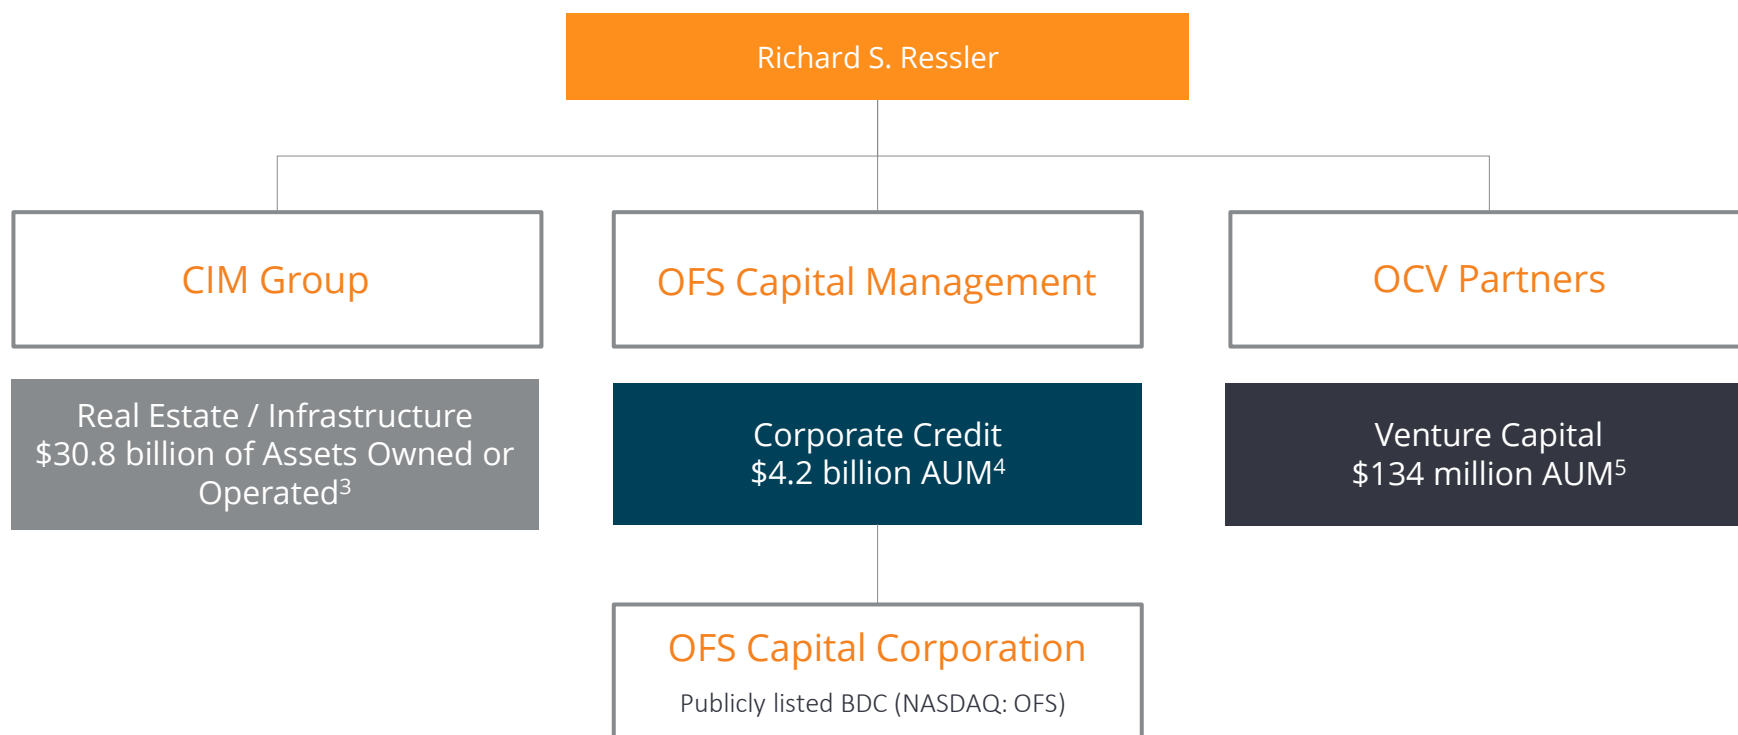 Richard S. Ressler
CIM Group
OFS Capital Management
OCV Partners
Real Estate / Infrastructure
$30.8 billion of Assets Owned or
Operated³
Corporate Credit
$4.2 billion AUM⁴
Venture Capital
$134 million AUM⁵
OFS Capital Corporation
Publicly listed BDC (NASDAQ: OFS)